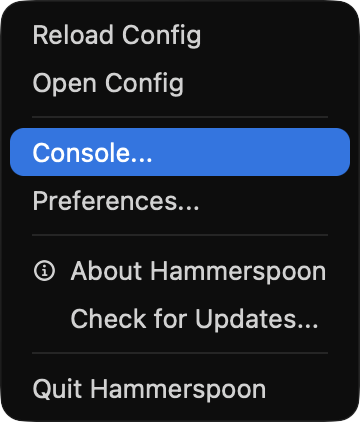 Reload Config
Open Config
Console...
Preferences...
About Hammerspoon
Check for Updates...
Quit Hammerspoon